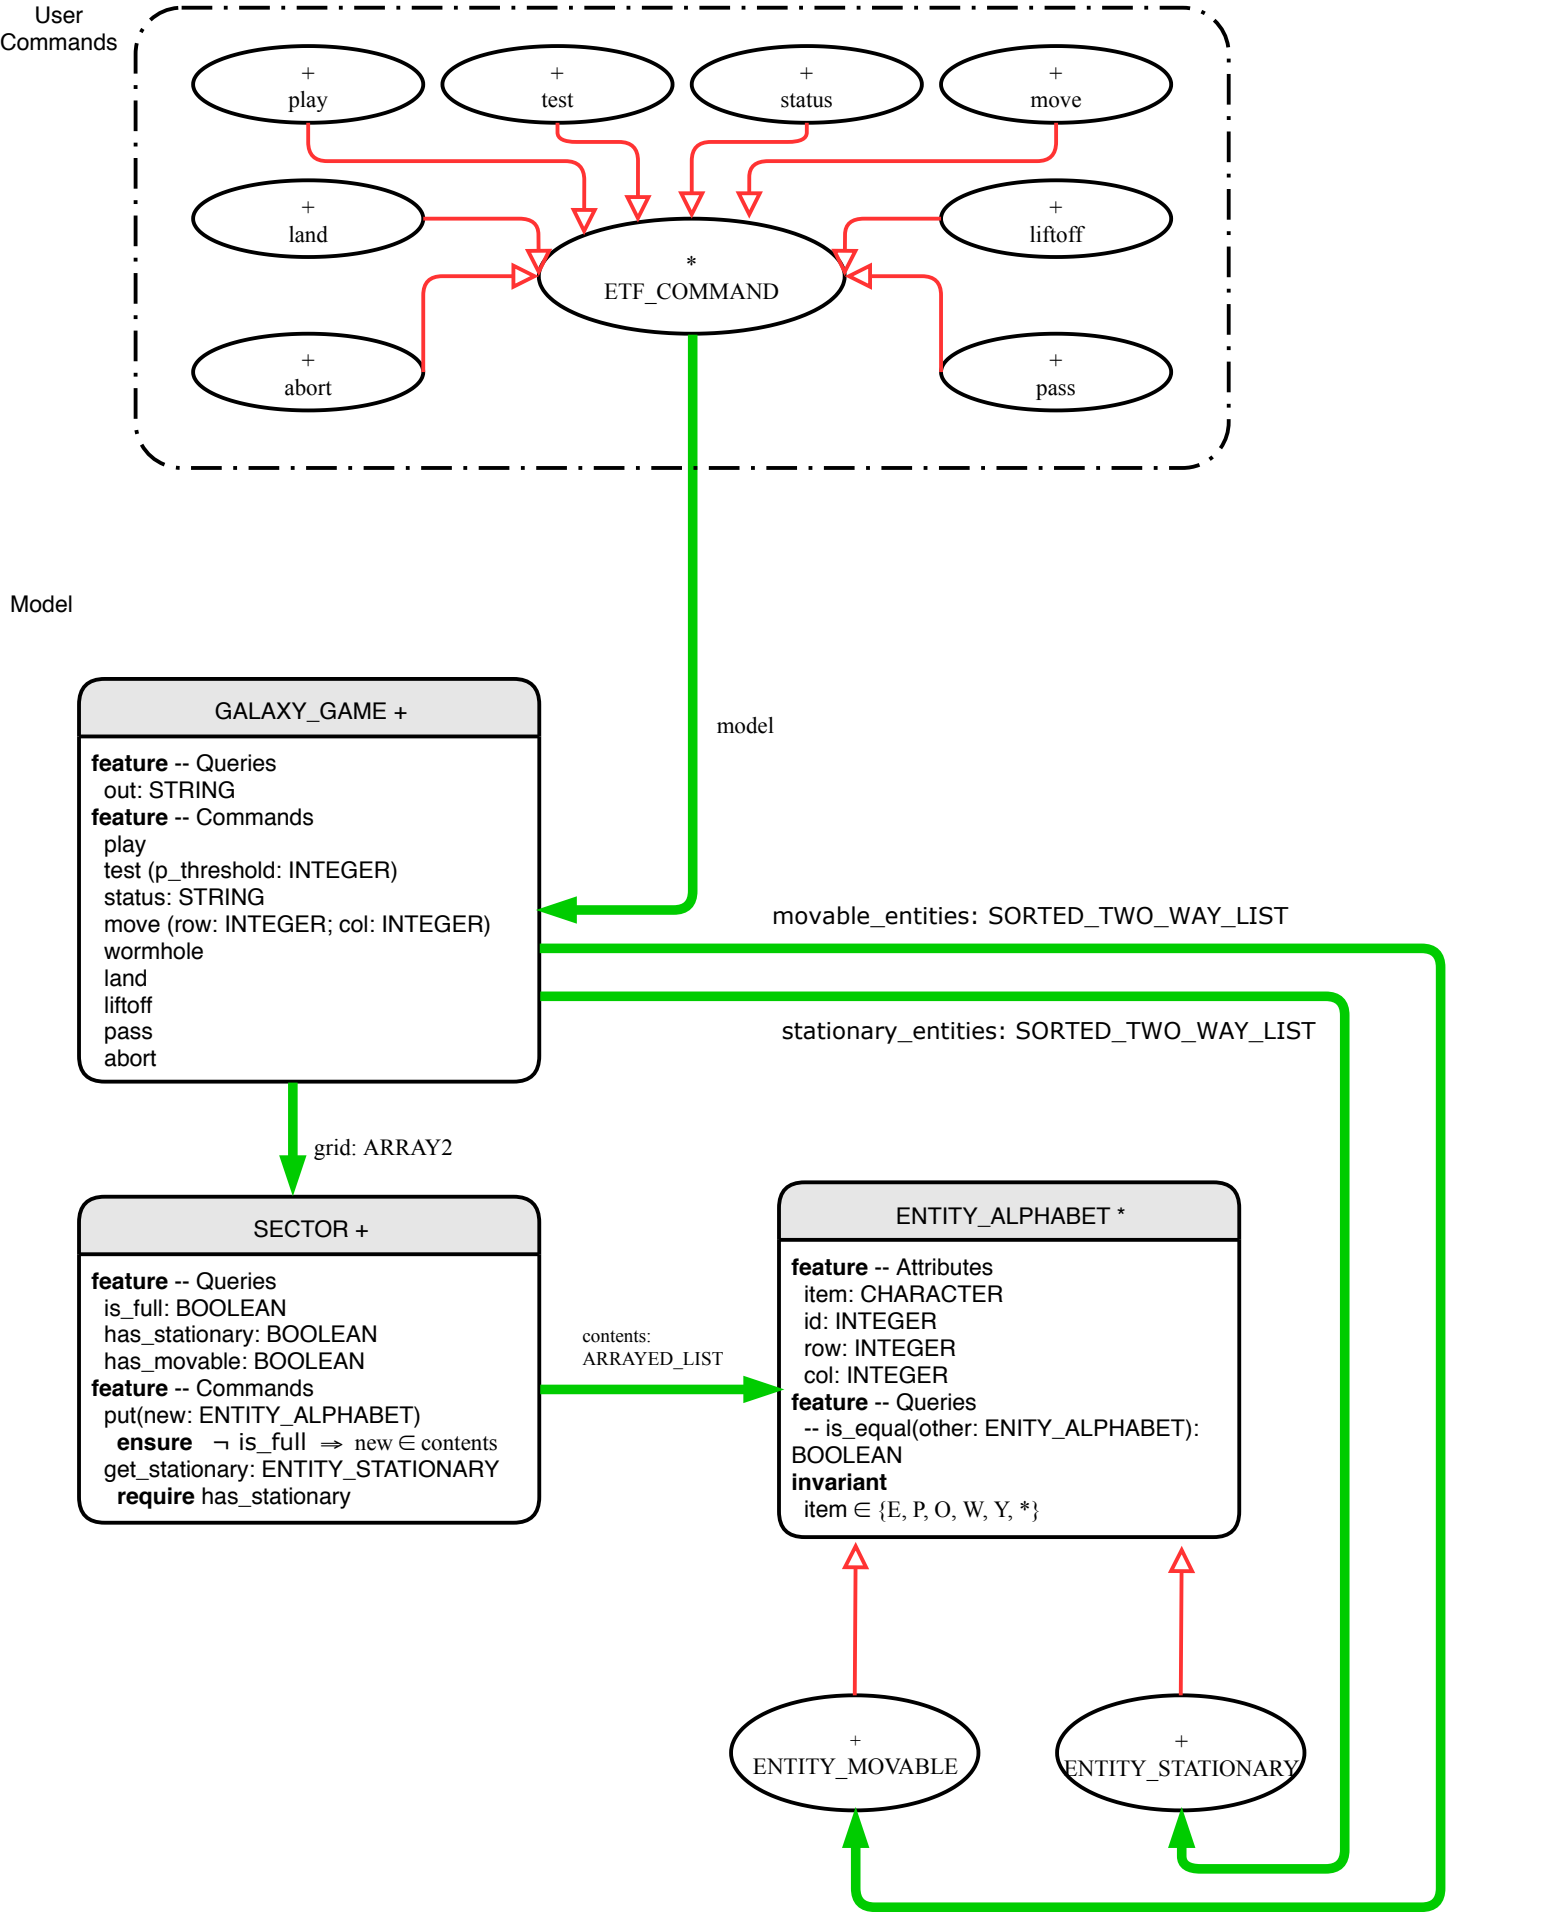 User
Commands
+
play
+
test
+
status
+
move
+
land
+
liftoff
*
ETF_COMMAND
+
abort
+
pass
Model
GALAXY_GAME +
feature -- Queries
out: STRING
feature -- Commands
play
test (p_threshold: INTEGER)
status: STRING
move (row: INTEGER; col: INTEGER)
wormhole
land
liftoff
pass
abort
model
movable_entities: SORTED_TWO_WAY_LIST
stationary_entities: SORTED_TWO_WAY_LIST
grid: ARRAY2
SECTOR +
feature -- Queries
is_full: BOOLEAN
has_stationary: BOOLEAN
has_movable: BOOLEAN
feature -- Commands
put(new: ENTITY_ALPHABET)
ensure ¬ is_full ⇒ new ∈ contents
get_stationary: ENTITY_STATIONARY
require has_stationary
contents:
ARRAYED_LIST
ENTITY_ALPHABET *
feature -- Attributes
item: CHARACTER
id: INTEGER
row: INTEGER
col: INTEGER
feature -- Queries
-- is_equal(other: ENITY_ALPHABET):
BOOLEAN
invariant
item ∈ {E, P, O, W, Y, *}
+
ENTITY_MOVABLE
+
ENTITY_STATIONARY